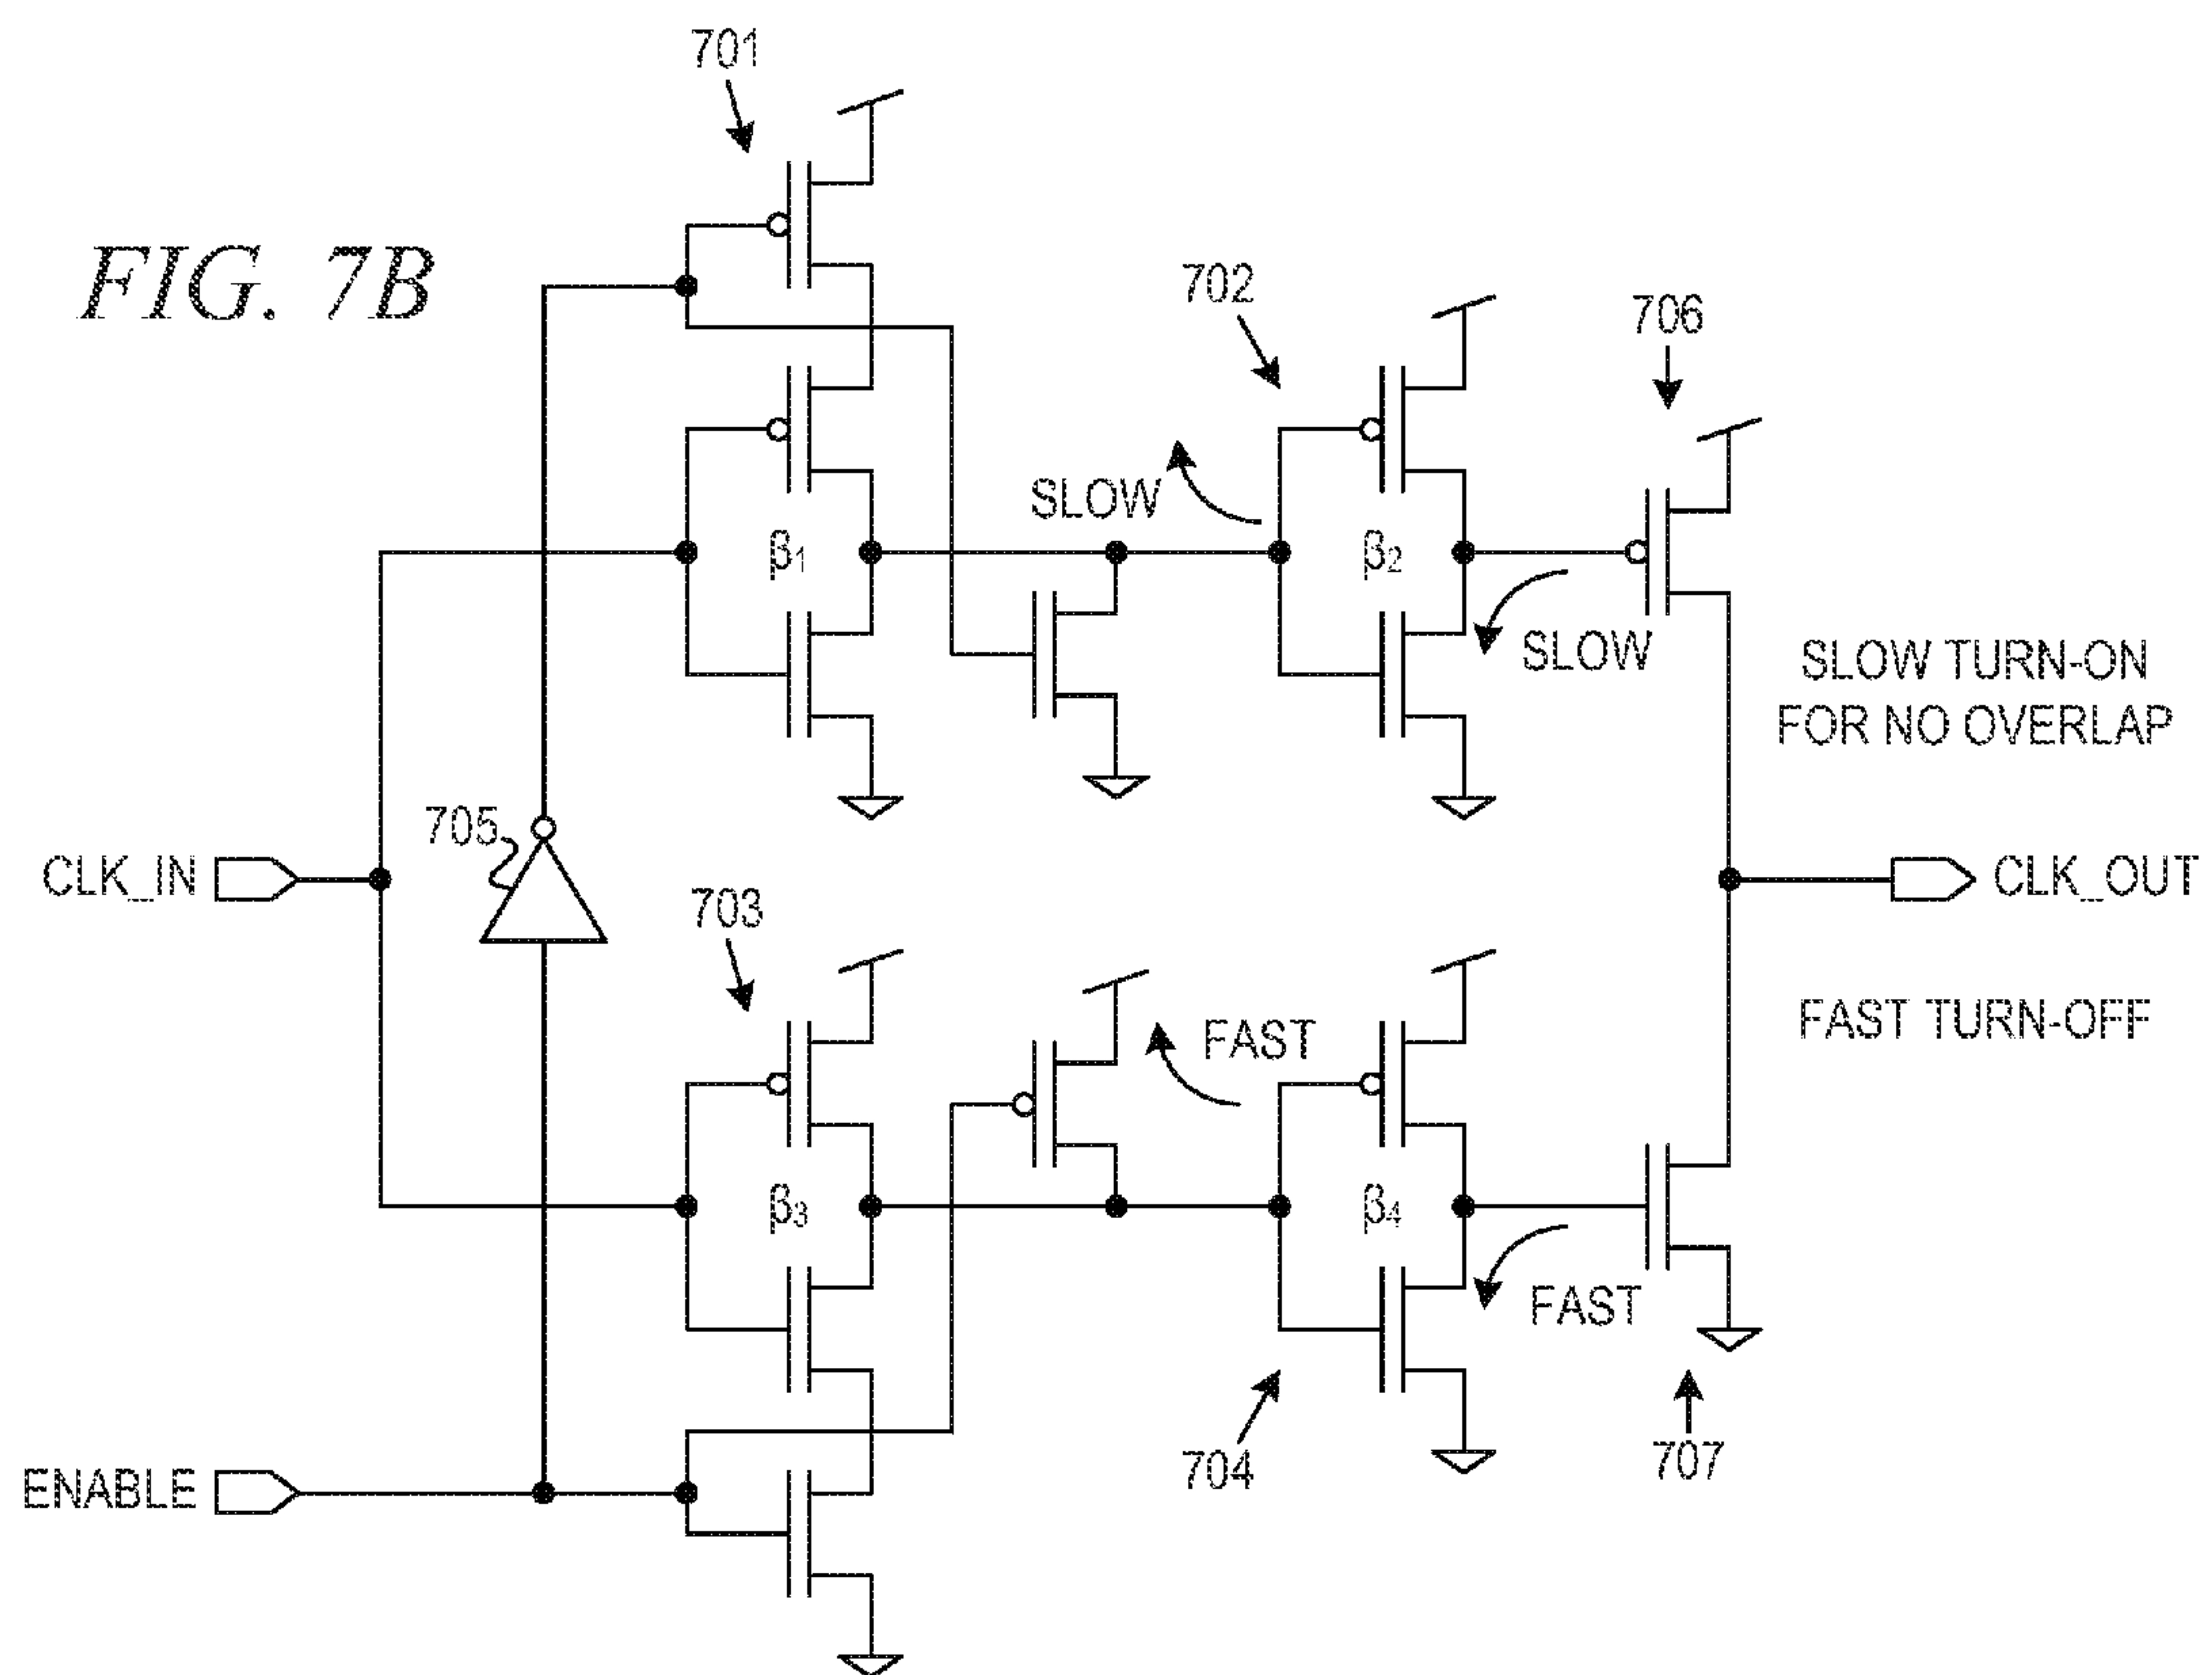 701
FIG. 7B
702
706
SLOW
β₁
β₂
SLOW
SLOW TURN-ON
FOR NO OVERLAP
705
CLK_IN
CLK_OUT
703
FAST
FAST TURN-OFF
β₃
β₄
FAST
704
707
ENABLE